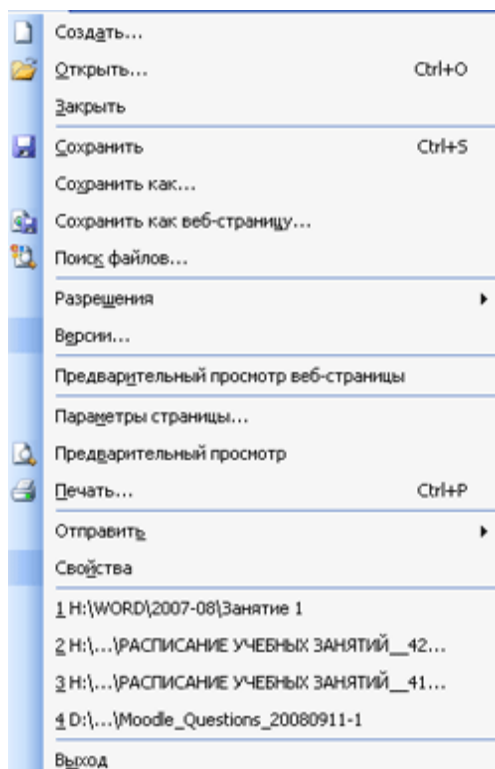 Создать...
Открыть... Ctrl+O
Закрыть
Сохранить Ctrl+S
Сохранить как...
Сохранить как веб-страницу...
Поиск файлов...
Разрешения
Версии...
Предварительный просмотр веб-страницы
Параметры страницы...
Предварительный просмотр
Печать... Ctrl+P
Отправить
Свойства
1 H:\WORD\2007-08\Занятие 1
2 H:\...\РАСПИСАНИЕ УЧЕБНЫХ ЗАНЯТИЙ__42...
3 H:\...\РАСПИСАНИЕ УЧЕБНЫХ ЗАНЯТИЙ__41...
4 D:\...\Moodle_Questions_20080911-1
Выход